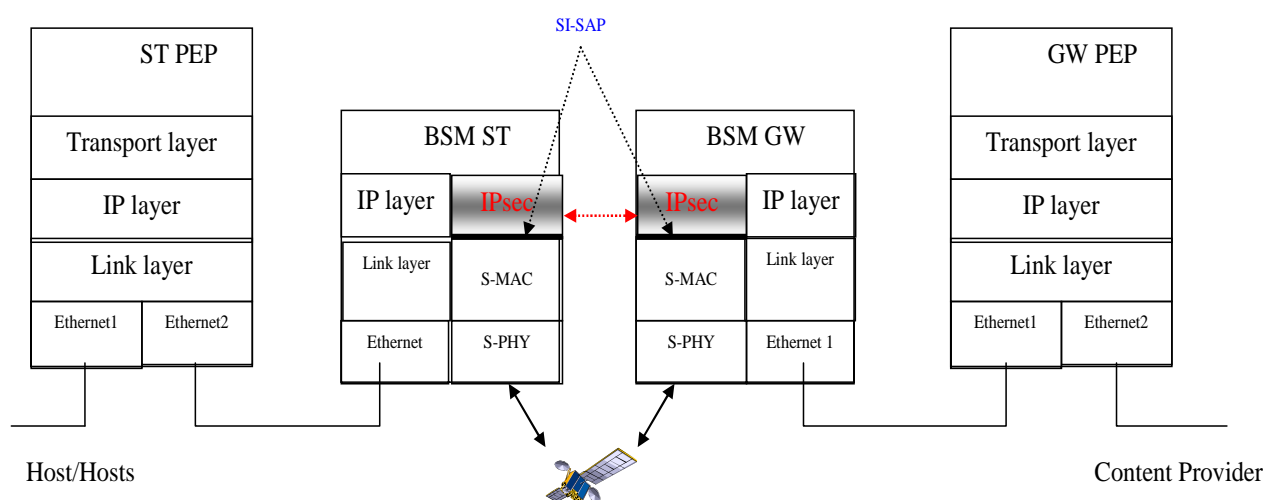 SI-SAP
ST PEP
Transport layer
IP layer
Link layer
Ethernet1
Ethernet2
BSM ST
IP layer
IPsec
Link layer
S-MAC
Ethernet
S-PHY
BSM GW
IPsec
IP layer
S-MAC
Link layer
S-PHY
Ethernet 1
GW PEP
Transport layer
IP layer
Link layer
Ethernet1
Ethernet2
Host/Hosts
Content Provider